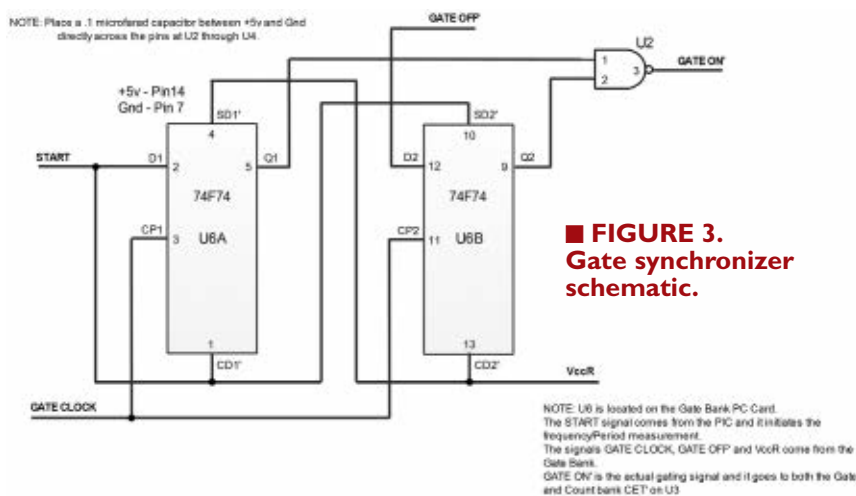 NOTE: Place a .1 microfared capacitor between +5v and Gnd
directly across the pins at U2 through U4.
GATE OFF'
U2
1
2
3
GATE ON'
+5v - Pin14
Gnd - Pin 7
SD1'
4
SD2'
10
START
D1
2
5
Q1
D2
12
9
Q2
74F74
74F74
CP1
3
U6A
CP2
11
U6B
■ FIGURE 3.
Gate synchronizer
schematic.
1
CD1'
13
CD2'
VccR
GATE CLOCK
NOTE: U6 is located on the Gate Bank PC Card.
The START signal comes from the PIC and it initiates the
frequency/Period measurement.
The signals GATE CLOCK, GATE OFF' and VccR come from the
Gate Bank.
GATE ON' is the actual gating signal and it goes to both the Gate
and Count bank CET' on U3